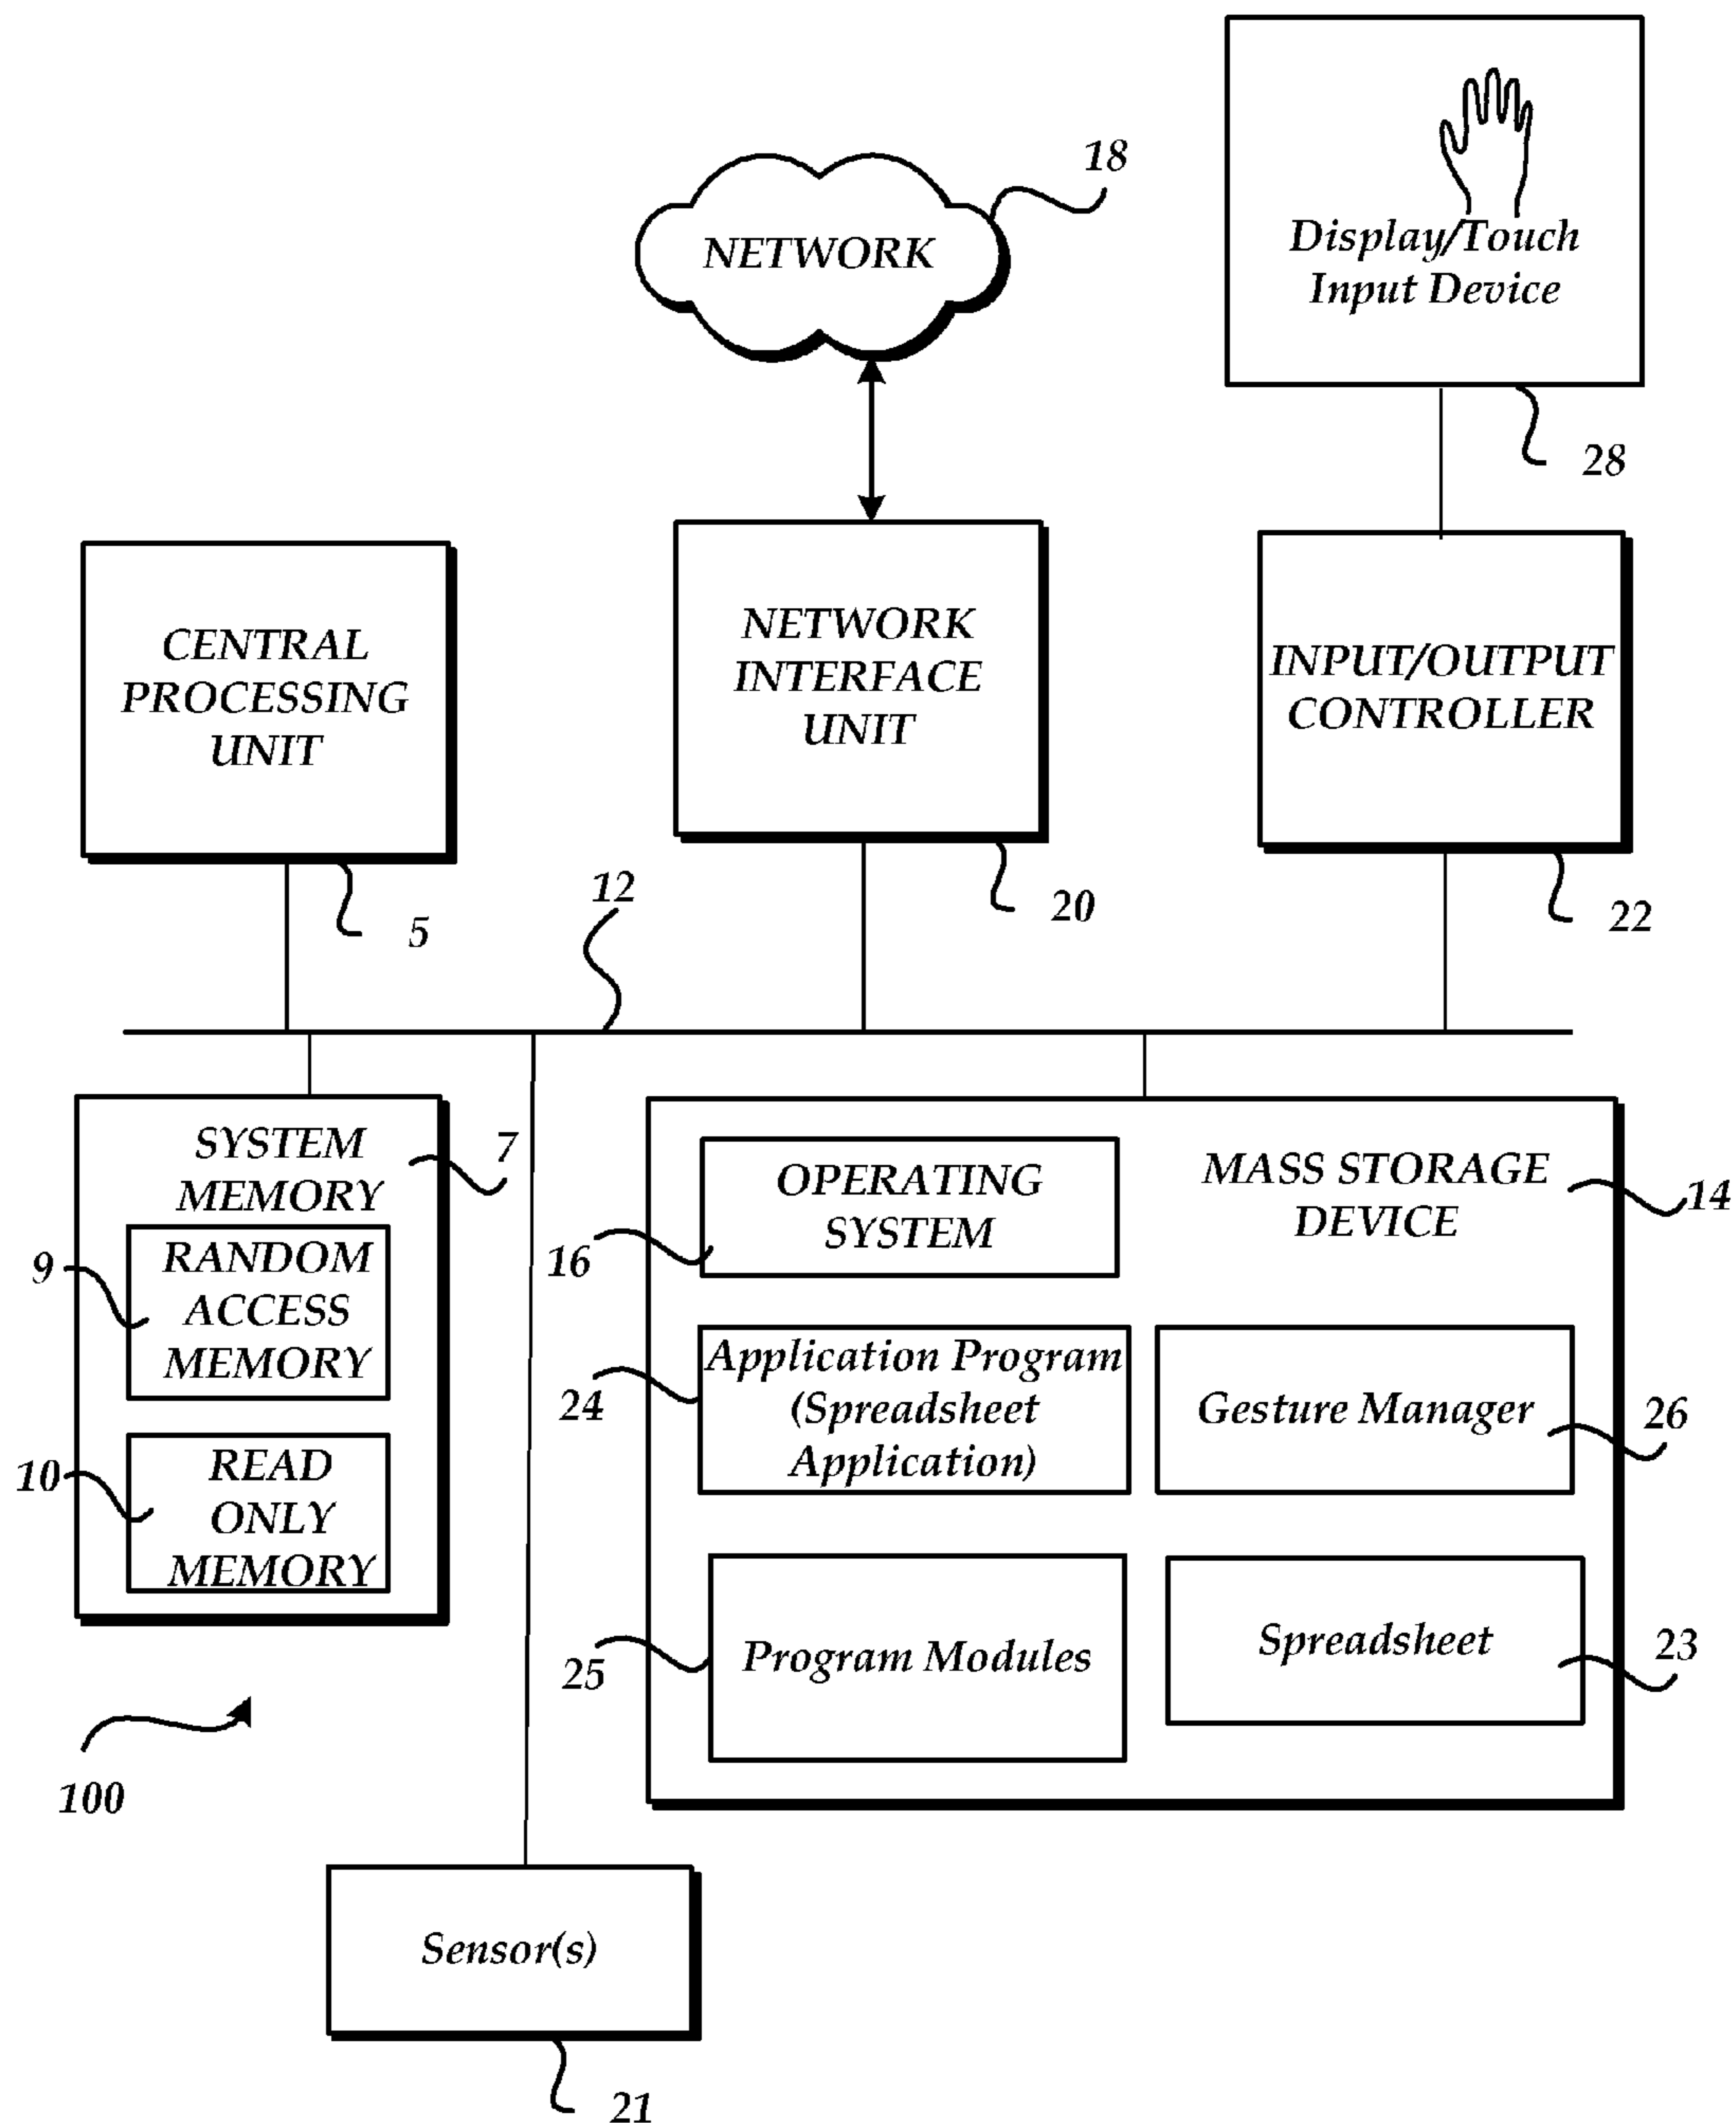 18
NETWORK
Display/Touch
Input Device
28
CENTRAL
PROCESSING
UNIT
5
NETWORK
INTERFACE
UNIT
20
INPUT/OUTPUT
CONTROLLER
22
12
SYSTEM
MEMORY
7
RANDOM
ACCESS
MEMORY
9
READ
ONLY
MEMORY
10
100
MASS STORAGE
DEVICE
14
OPERATING
SYSTEM
16
Application Program
(Spreadsheet
Application)
24
Gesture Manager
26
Program Modules
25
Spreadsheet
23
Sensor(s)
21